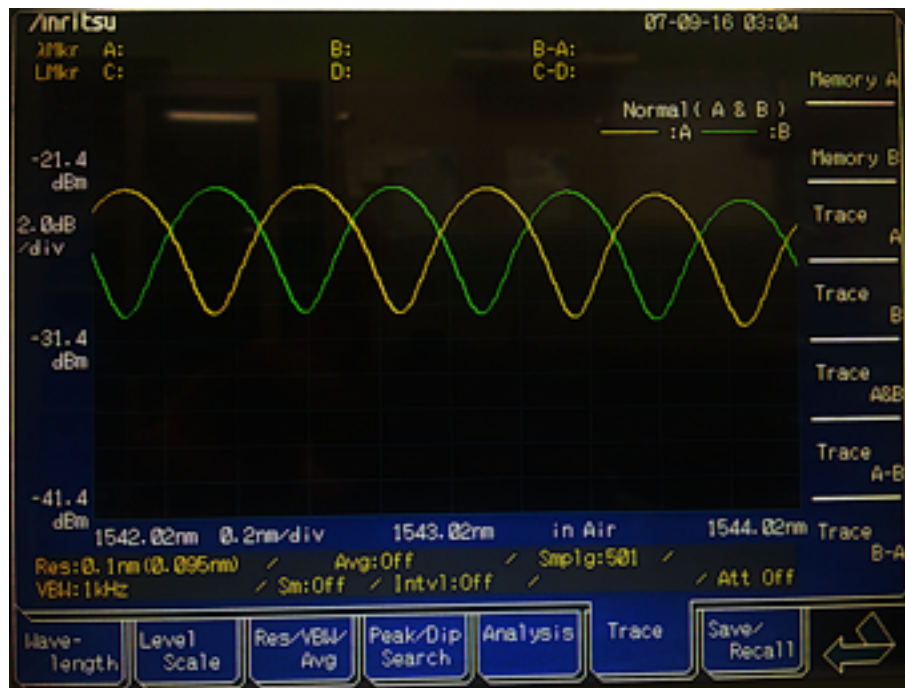 /inritsu
07-09-16 03:04
λMkr A: B: B-A:
LMkr C: D: C-D:
Normal( A & B )
:A :B
-21.4
dBm
2.0dB
/div
-31.4
dBm
-41.4
dBm
1542.02nm 0.2nm/div 1543.02nm in Air 1544.02nm
Res:0.1nm(0.095nm) / Avg:Off / Smplg:501 /
VBW:1kHz / Sm:Off / Intvl:Off / / Att Off
Memory A
Memory B
Trace
A
Trace
B
Trace
A&B
Trace
A-B
Trace
B-A
Wave-
length
Level
Scale
Res/VBW/
Avg
Peak/Dip
Search
Analysis
Trace
Save/
Recall